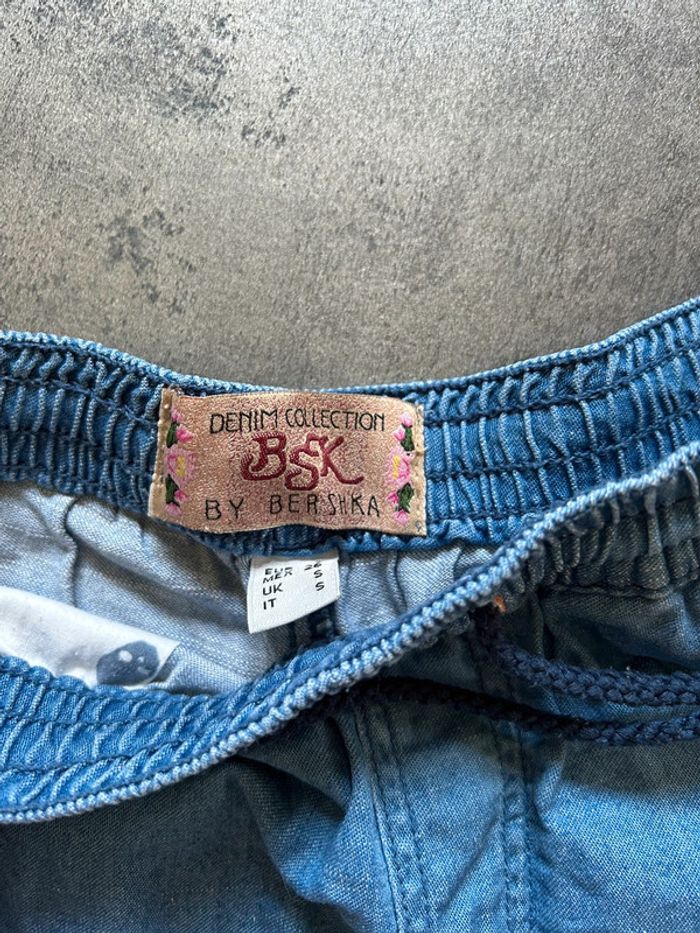 DENIM COLLECTION
BSK
BY BERSHKA
EUR
MEX S
UK S
IT